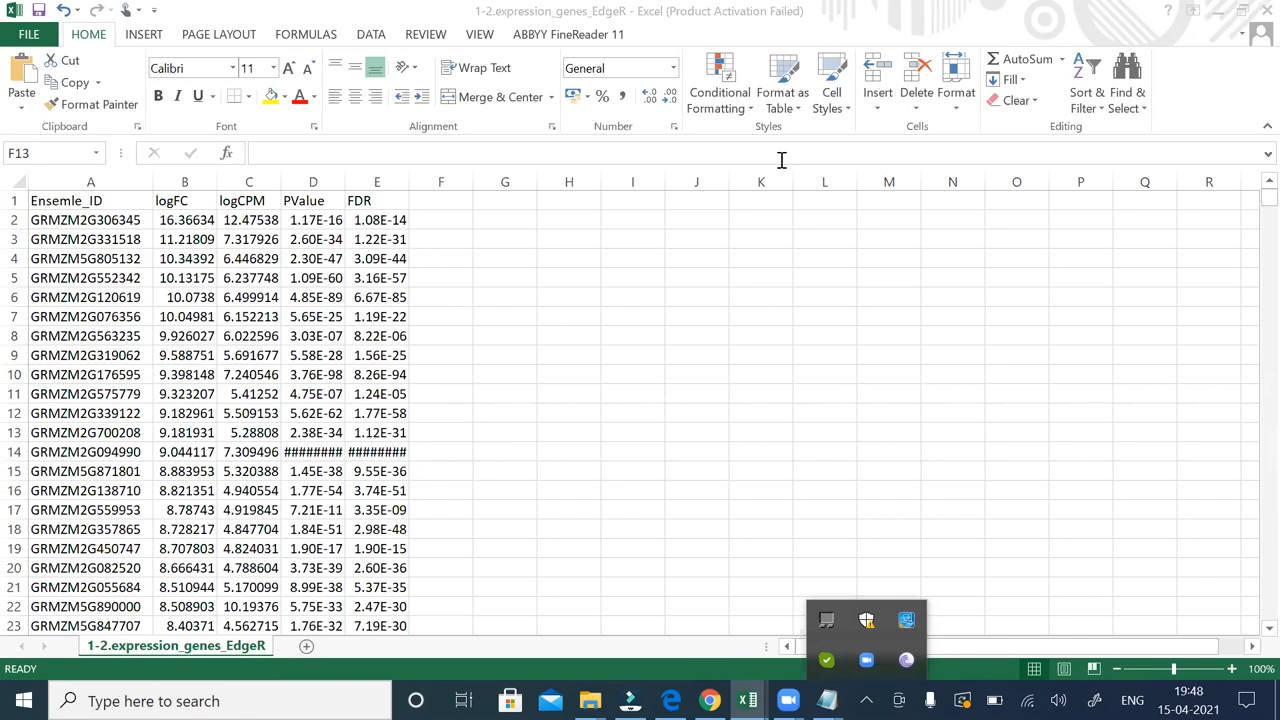 1-2.expression_genes_EdgeR - Excel (Product Activation Failed)
FILE HOME INSERT PAGE LAYOUT FORMULAS DATA REVIEW VIEW ABBYY FineReader 11
Paste
Cut
Copy
Format Painter
Clipboard
Calibri 11
B I U
Font
Wrap Text
Merge & Center
Alignment
General
Number
Conditional Formatting
Format as Table
Cell Styles
Styles
Insert Delete Format
Cells
AutoSum
Fill
Clear
Sort & Filter
Find & Select
Editing
F13
fx
A B C D E F G H I J K L M N O P Q R
1 Ensemle_ID logFC logCPM PValue FDR
2 GRMZM2G306345 16.36634 12.47538 1.17E-16 1.08E-14
3 GRMZM2G331518 11.21809 7.317926 2.60E-34 1.22E-31
4 GRMZM5G805132 10.34392 6.446829 2.30E-47 3.09E-44
5 GRMZM2G552342 10.13175 6.237748 1.09E-60 3.16E-57
6 GRMZM2G120619 10.0738 6.499914 4.85E-89 6.67E-85
7 GRMZM2G076356 10.04981 6.152213 5.65E-25 1.19E-22
8 GRMZM2G563235 9.926027 6.022596 3.03E-07 8.22E-06
9 GRMZM2G319062 9.588751 5.691677 5.58E-28 1.56E-25
10 GRMZM2G176595 9.398148 7.240546 3.76E-98 8.26E-94
11 GRMZM2G575779 9.323207 5.41252 4.75E-07 1.24E-05
12 GRMZM2G339122 9.182961 5.509153 5.62E-62 1.77E-58
13 GRMZM2G700208 9.181931 5.28808 2.38E-34 1.12E-31
14 GRMZM2G094990 9.044117 7.309496 ######## ########
15 GRMZM5G871801 8.883953 5.320388 1.45E-38 9.55E-36
16 GRMZM2G138710 8.821351 4.940554 1.77E-54 3.74E-51
17 GRMZM2G559953 8.78743 4.919845 7.21E-11 3.35E-09
18 GRMZM2G357865 8.728217 4.847704 1.84E-51 2.98E-48
19 GRMZM2G450747 8.707803 4.824031 1.90E-17 1.90E-15
20 GRMZM2G082520 8.666431 4.788604 3.73E-39 2.60E-36
21 GRMZM2G055684 8.510944 5.170099 8.99E-38 5.37E-35
22 GRMZM5G890000 8.508903 10.19376 5.75E-33 2.47E-30
23 GRMZM5G847707 8.40371 4.562715 1.76E-32 7.19E-30
1-2.expression_genes_EdgeR
READY 100%
Type here to search
ENG
19:48
15-04-2021